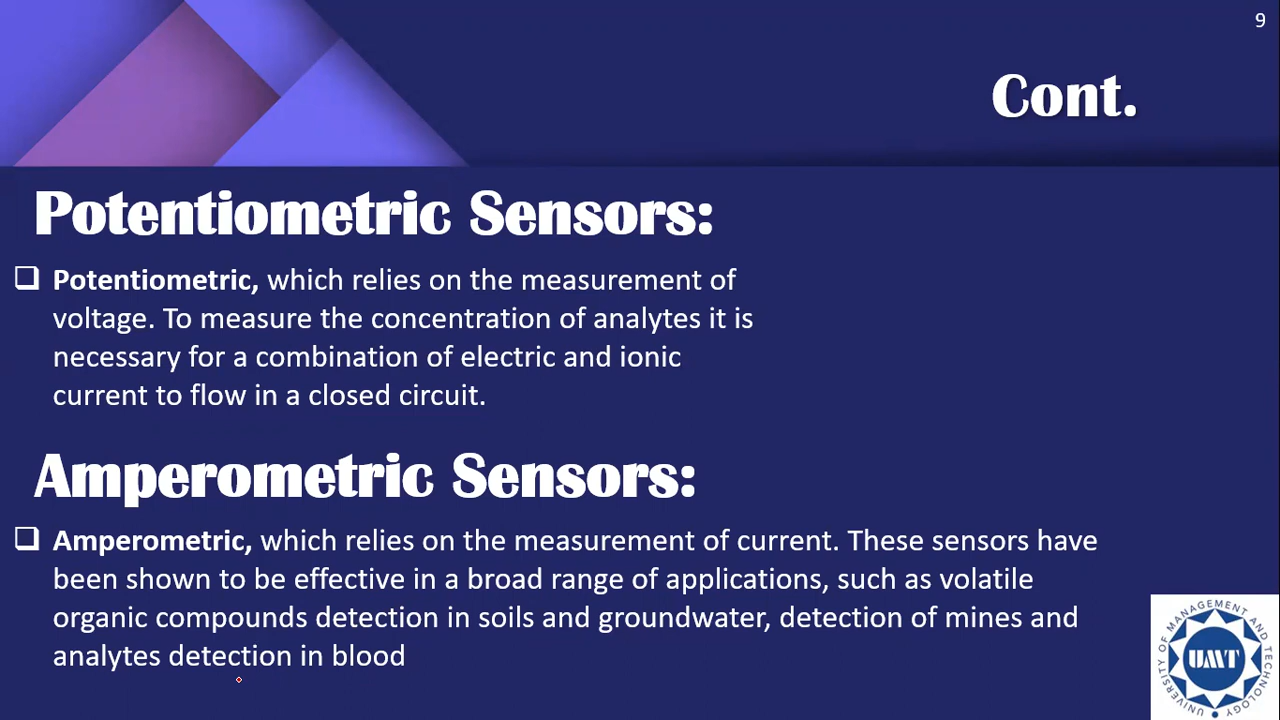 9
Cont.
Potentiometric Sensors:
❑ Potentiometric, which relies on the measurement of
voltage. To measure the concentration of analytes it is
necessary for a combination of electric and ionic
current to flow in a closed circuit.
Amperometric Sensors:
❑ Amperometric, which relies on the measurement of current. These sensors have
been shown to be effective in a broad range of applications, such as volatile
organic compounds detection in soils and groundwater, detection of mines and
analytes detection in blood
UNIVERSITY OF MANAGEMENT AND TECHNOLOGY
UMT